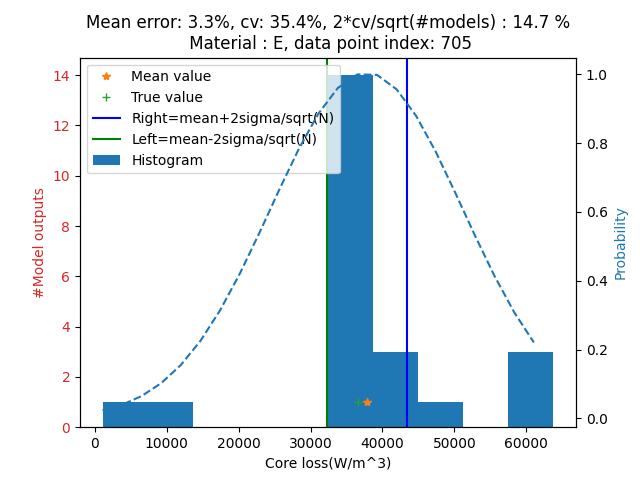 Mean error: 3.3%, cv: 35.4%, 2*cv/sqrt(#models) : 14.7 %
Material : E, data point index: 705
Mean value
True value
Right=mean+2sigma/sqrt(N)
Left=mean-2sigma/sqrt(N)
Histogram
14
12
10
8
6
4
2
0
#Model outputs
1.0
0.8
0.6
0.4
0.2
0.0
Probability
0
10000
20000
30000
40000
50000
60000
Core loss(W/m^3)